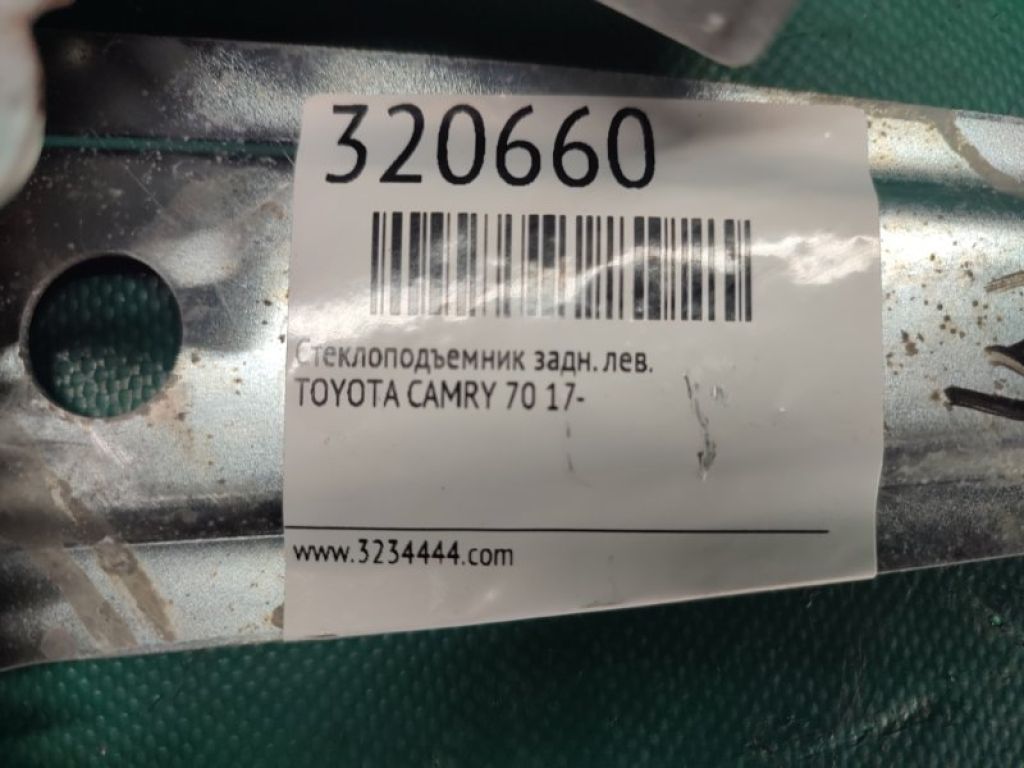 320660
Стеклоподъемник задн. лев.
TOYOTA CAMRY 70 17-
www.3234444.com